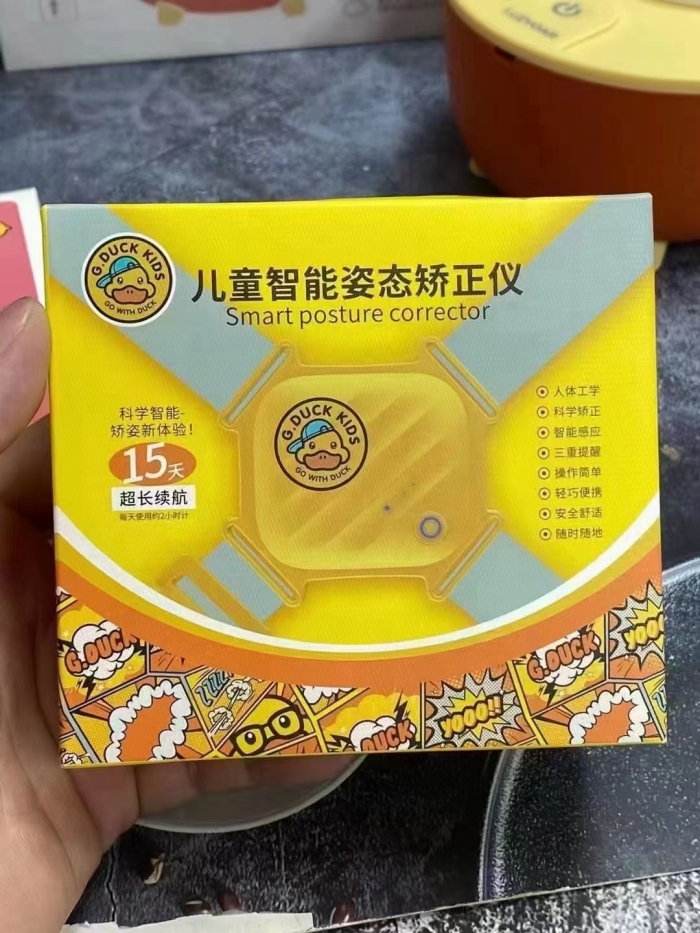 G.DUCK KIDS
GO WITH DUCK
儿童智能姿态矫正仪
Smart posture corrector
科学智能-
矫姿新体验！
15天
超长续航
每天使用约2小时计
G.DUCK KIDS
GO WITH DUCK
人体工学
科学矫正
智能感应
三重提醒
操作简单
轻巧便携
安全舒适
随时随地
G.DUCK
ZZZZ
DUCK
YOOO!!
G.DUCK